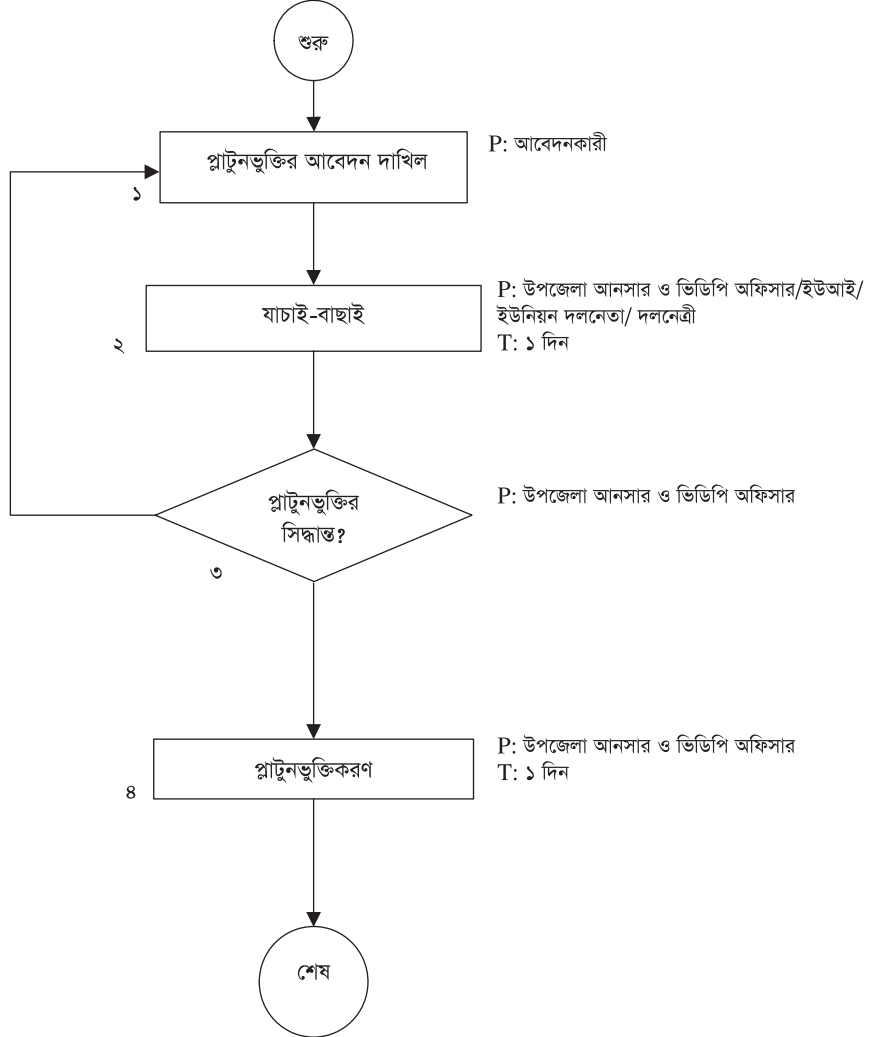 শুরু
প্লাটুনভুক্তির আবেদন দাখিল
P: আবেদনকারী
১
যাচাই-বাছাই
P: উপজেলা আনসার ও ভিডিপি অফিসার/ইউআই/
ইউনিয়ন দলনেতা/ দলনেত্রী
T: ১ দিন
২
প্লাটুনভুক্তির
সিদ্ধান্ত?
P: উপজেলা আনসার ও ভিডিপি অফিসার
৩
প্লাটুনভুক্তিকরণ
P: উপজেলা আনসার ও ভিডিপি অফিসার
T: ১ দিন
৪
শেষ